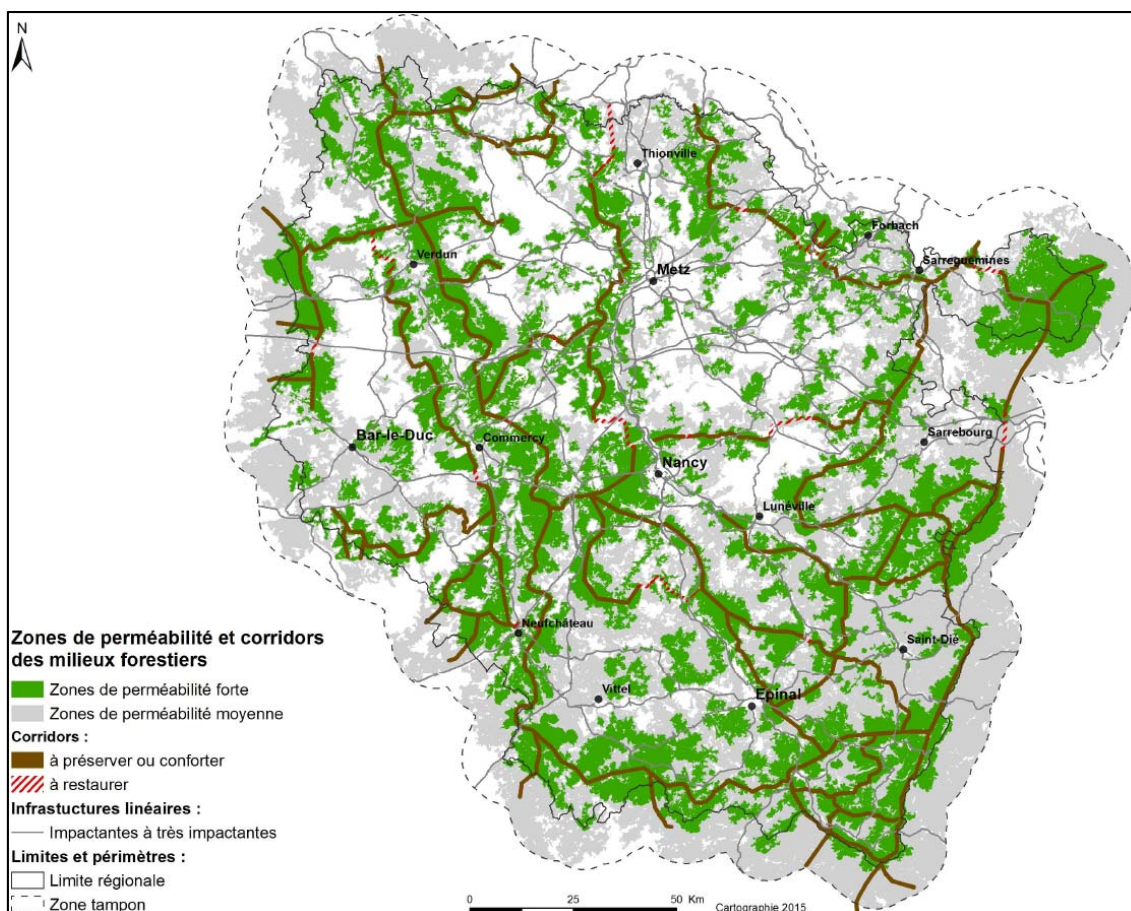 N
Thionville
Forbach
Sarreguemines
Verdun
Metz
Bar-le-Duc
Commercy
Sarrebourg
Nancy
Lunéville
Neufchâteau
Saint-Dié
Vittel
Epinal
Zones de perméabilité et corridors
des milieux forestiers
Zones de perméabilité forte
Zones de perméabilité moyenne
Corridors :
à préserver ou conforter
à restaurer
Infrastuctures linéaires :
Impactantes à très impactantes
Limites et périmètres :
Limite régionale
Zone tampon
0 25 50 Km
Cartographie 2015